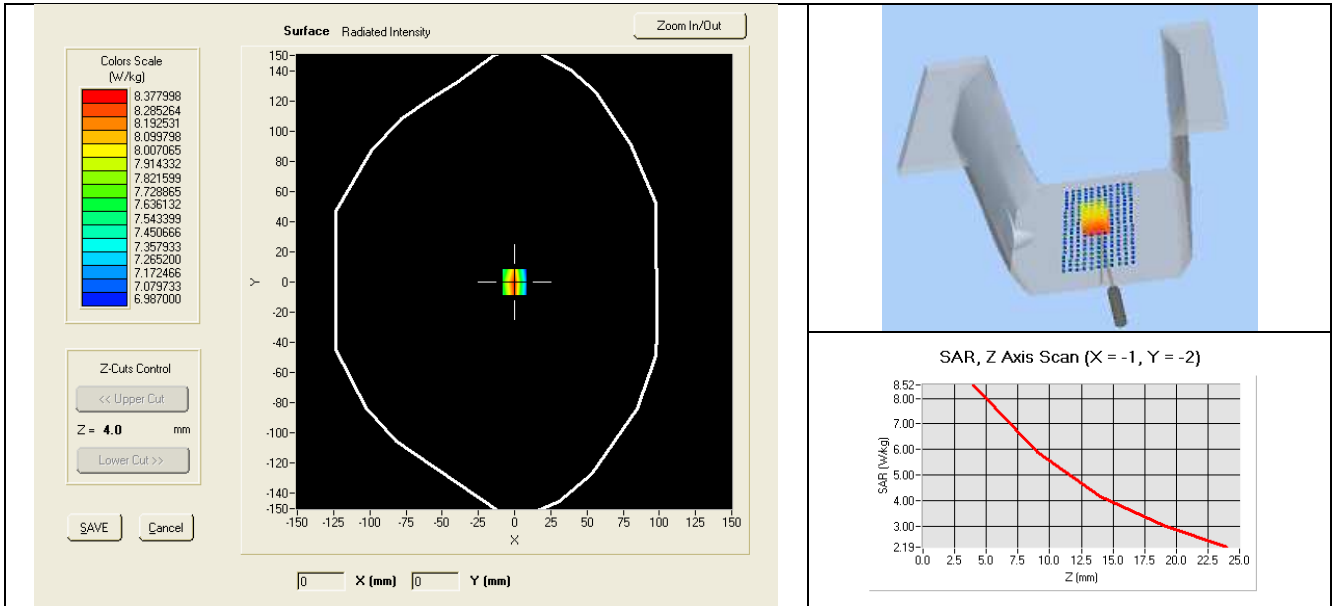 Surface Radiated Intensity
Zoom In/Out
Colors Scale
(W/kg)
8.377998
8.285264
8.192531
8.099798
8.007065
7.914332
7.821599
7.728865
7.636132
7.543399
7.450666
7.357933
7.265200
7.172466
7.079733
6.987000
Z-Cuts Control
<< Upper Cut
Z = 4.0 mm
Lower Cut >>
SAVE Cancel
150
140
120
100
80
60
40
20
0
-20
-40
-60
-80
-100
-120
-140
-150
Y
-150 -125 -100 -75 -50 -25 0 25 50 75 100 125 150
X
0 X (mm) 0 Y (mm)
SAR, Z Axis Scan (X = -1, Y = -2)
8.52
8.00
7.00
6.00
5.00
4.00
3.00
2.19
SAR (W/kg)
0.0 2.5 5.0 7.5 10.0 12.5 15.0 17.5 20.0 22.5 25.0
Z (mm)